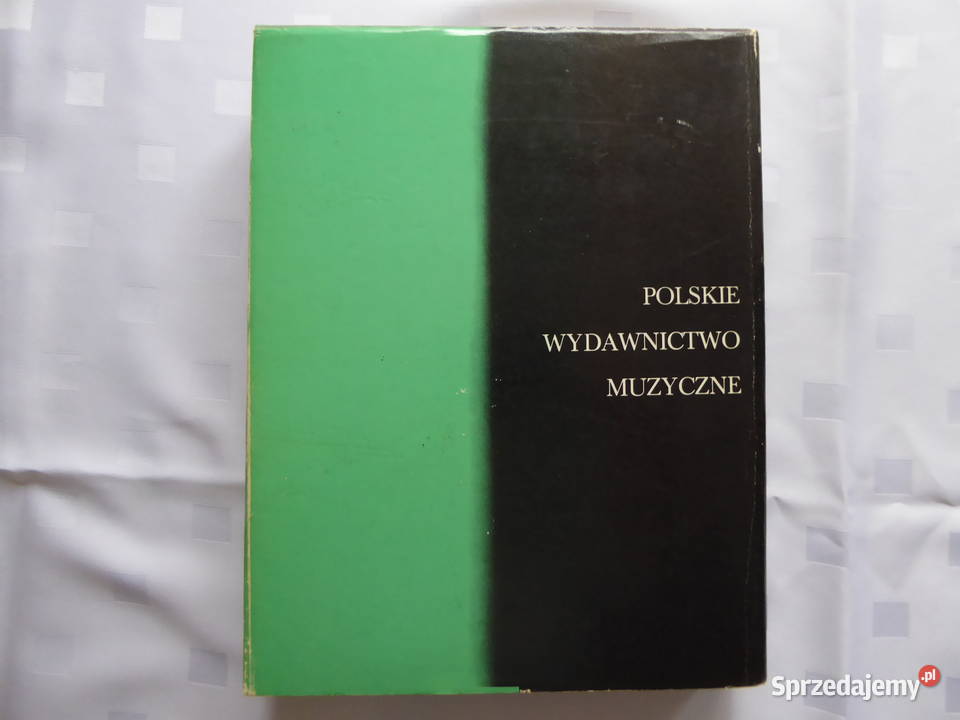 POLSKIE
WYDAWNICTWO
MUZYCZNE
Sprzedajemy.pl